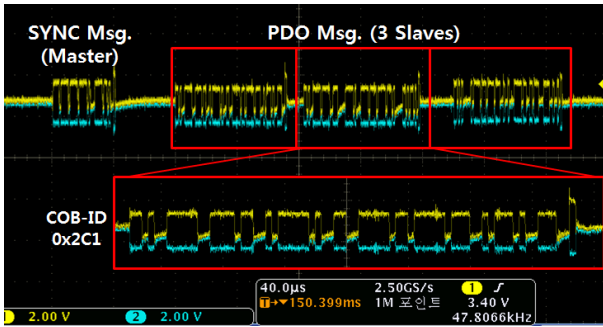 SYNC Msg.
(Master)
PDO Msg. (3 Slaves)
COB-ID
0x2C1
40.0μs 2.50GS/s 1
T→▼150.399ms 1M 포인트 3.40 V
47.8066kHz
1 2.00 V 2 2.00 V